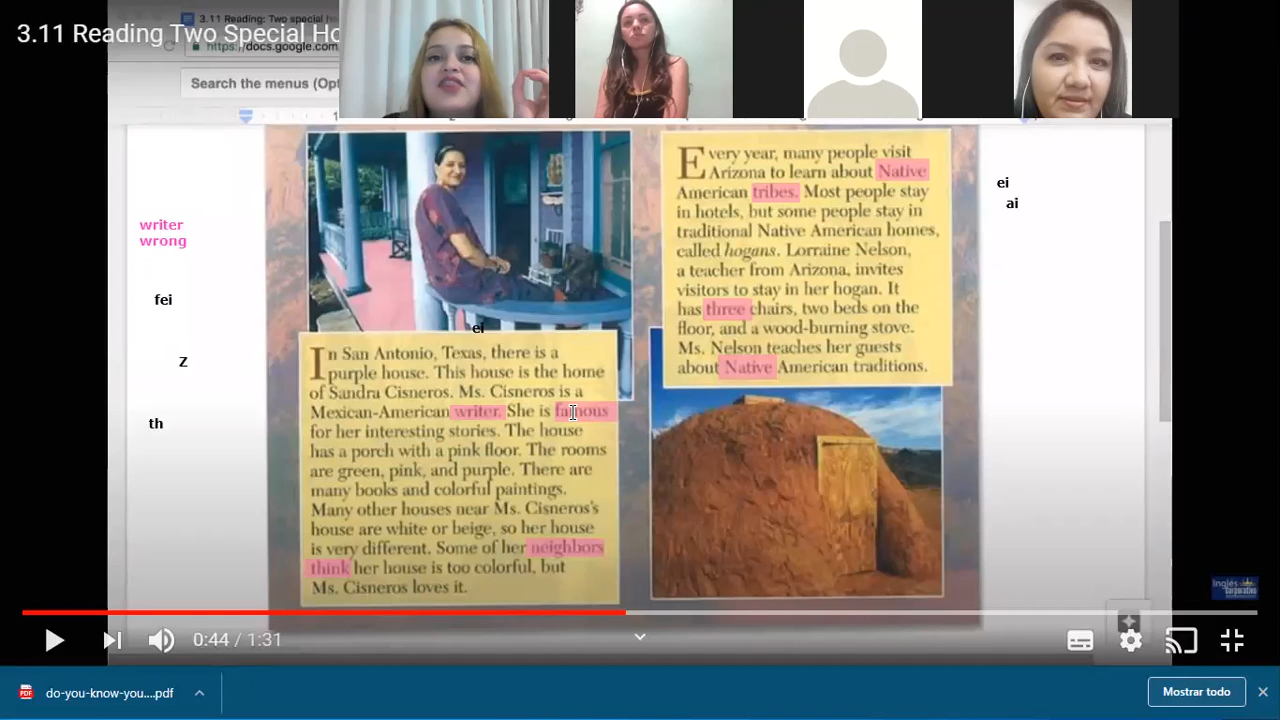 3.11 Reading Two Special Ho
3.11 Reading: Two special h
https://docs.google.com
Search the menus (Opt
writer
wrong
fei
Z
th
ei
ei
ai
Every year, many people visit
Arizona to learn about Native
American tribes. Most people stay
in hotels, but some people stay in
traditional Native American homes,
called hogans. Lorraine Nelson,
a teacher from Arizona, invites
visitors to stay in her hogan. It
has three chairs, two beds on the
floor, and a wood-burning stove.
Ms. Nelson teaches her guests
about Native American traditions.
In San Antonio, Texas, there is a
purple house. This house is the home
of Sandra Cisneros. Ms. Cisneros is a
Mexican-American writer. She is famous
for her interesting stories. The house
has a porch with a pink floor. The rooms
are green, pink, and purple. There are
many books and colorful paintings.
Many other houses near Ms. Cisneros's
house are white or beige, so her house
is very different. Some of her neighbors
think her house is too colorful, but
Ms. Cisneros loves it.
Inglés
Corporativo
0:44 / 1:31
PDF
do-you-know-you....pdf
Mostrar todo